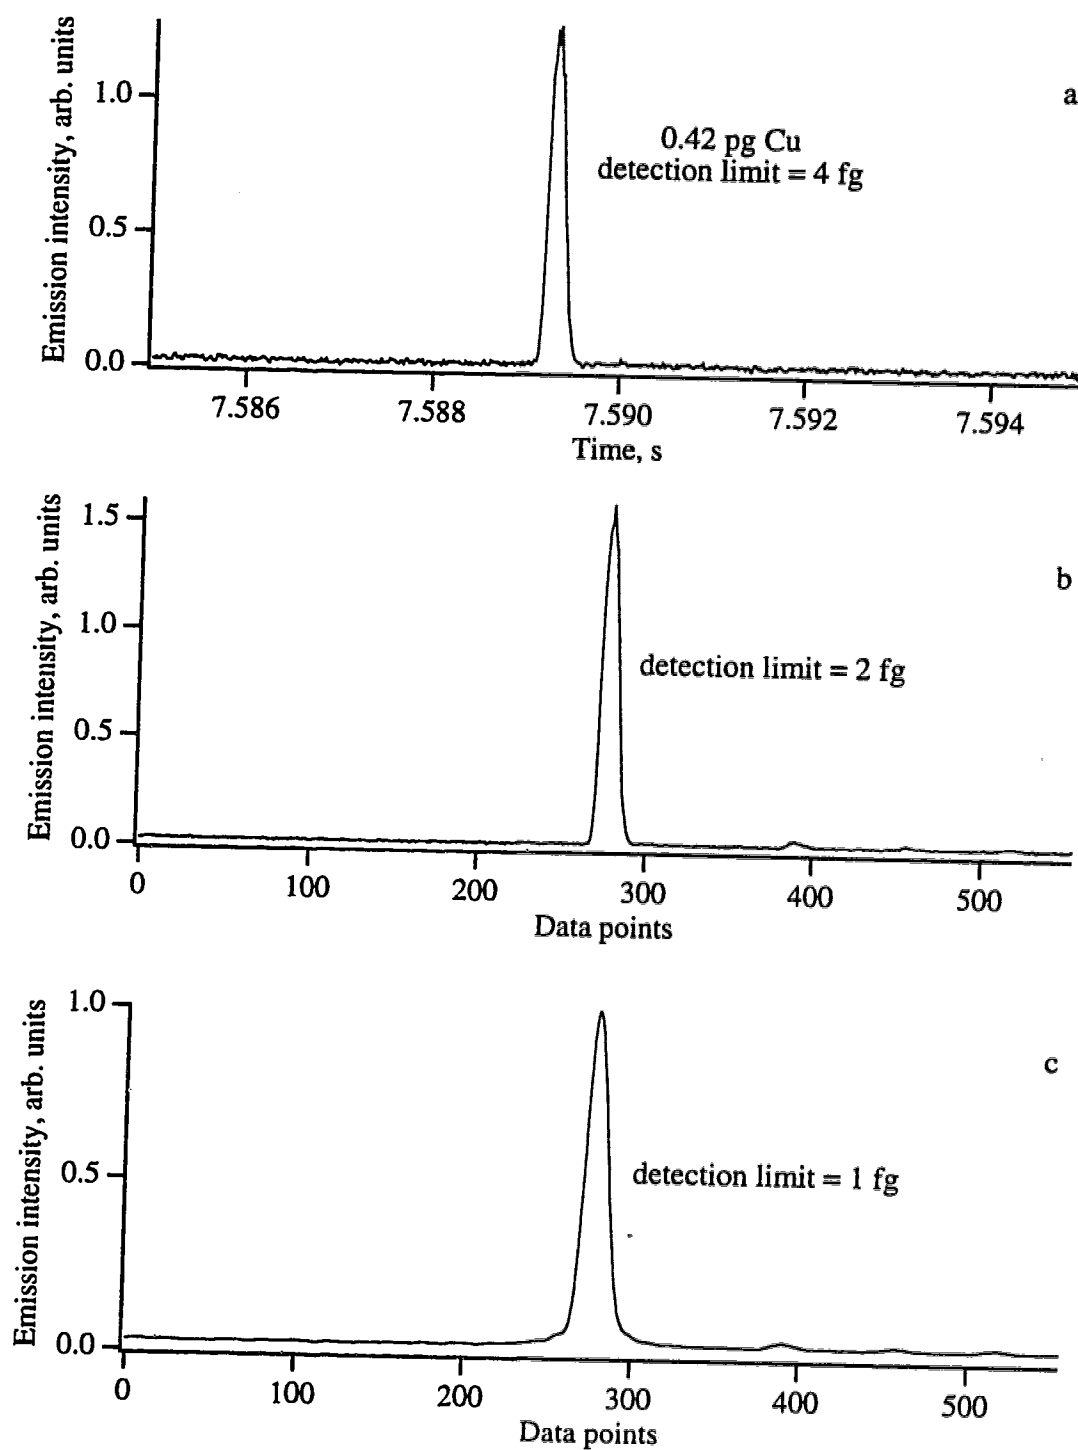 Emission intensity, arb. units
1.0
0.5
0.0
a
0.42 pg Cu
detection limit = 4 fg
7.586 7.588 7.590 7.592 7.594
Time, s
Emission intensity, arb. units
1.5
1.0
0.5
0.0
b
detection limit = 2 fg
0 100 200 300 400 500
Data points
Emission intensity, arb. units
1.0
0.5
0.0
c
detection limit = 1 fg
0 100 200 300 400 500
Data points